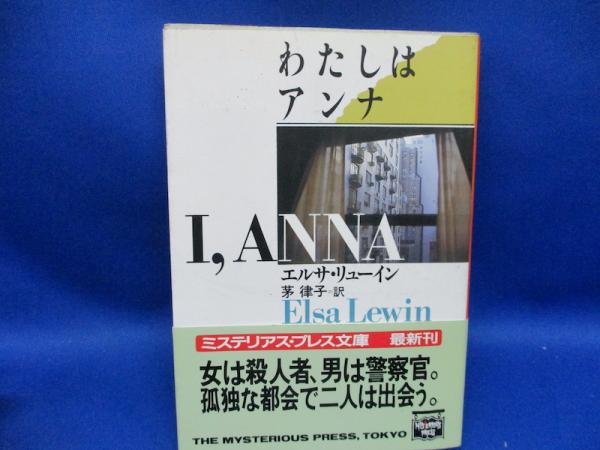 わたしは
アンナ
I, ANNA
エルサ・リューイン
茅 律子・訳
Elsa Lewin
ミステリアス・プレス文庫 最新刊
女は殺人者、男は警察官。
孤独な都会で二人は出会う。
THE MYSTERIOUS PRESS, TOKYO